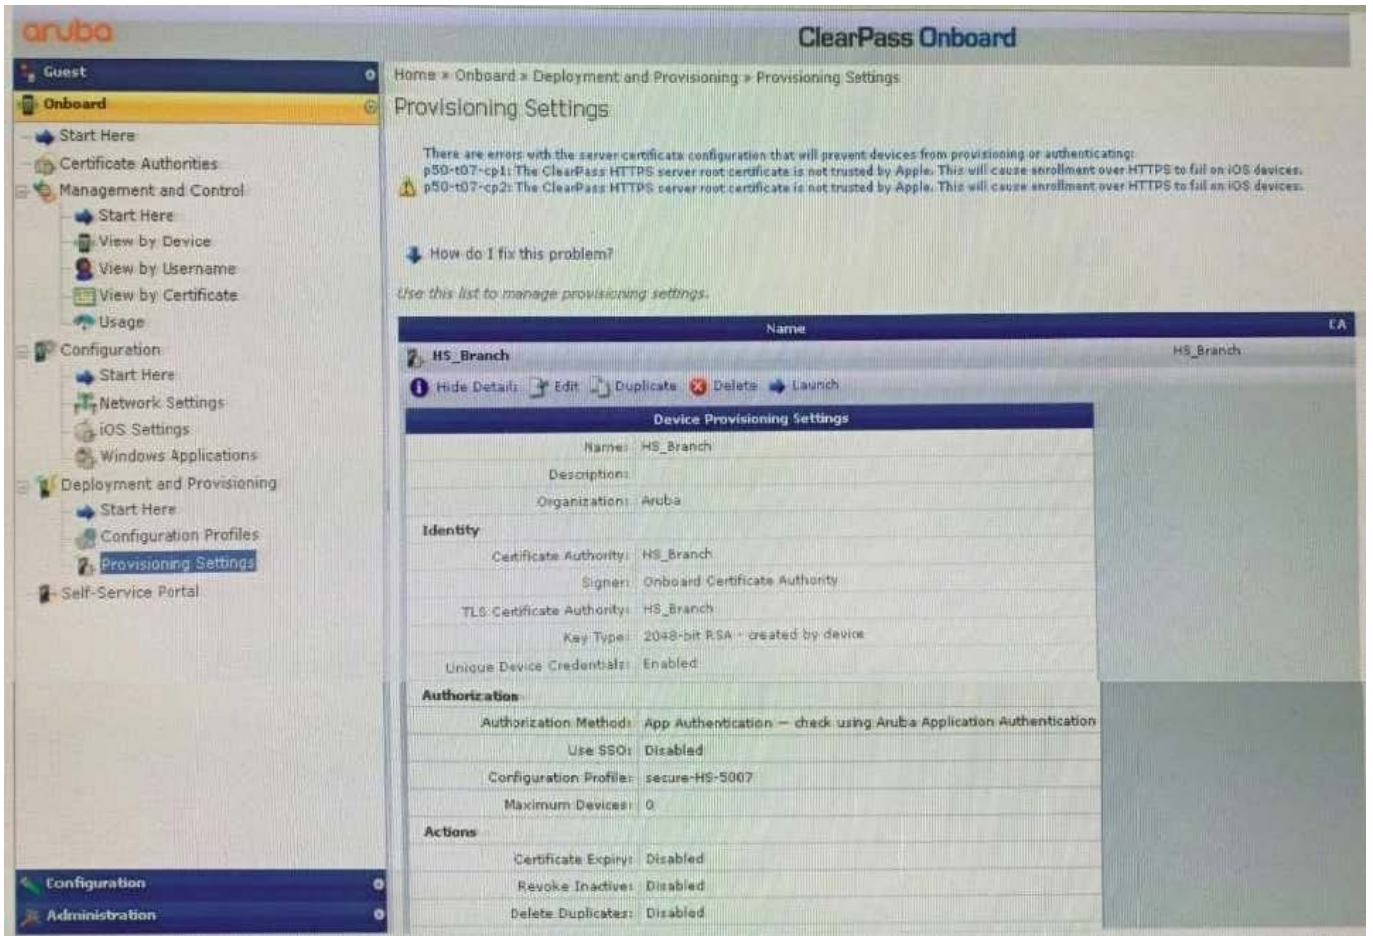 aruba
ClearPass Onboard
Guest
Home » Onboard » Deployment and Provisioning » Provisioning Settings
Onboard
Provisioning Settings
Start Here
Certificate Authorities
Management and Control
Start Here
View by Device
View by Username
View by Certificate
Usage
Configuration
Start Here
Network Settings
iOS Settings
Windows Applications
Deployment and Provisioning
Start Here
Configuration Profiles
Provisioning Settings
Self-Service Portal
Configuration
Administration
There are errors with the server certificate configuration that will prevent devices from provisioning or authenticating:
p50-t07-cp1: The ClearPass HTTPS server root certificate is not trusted by Apple. This will cause enrollment over HTTPS to fail on iOS devices.
p50-t07-cp2: The ClearPass HTTPS server root certificate is not trusted by Apple. This will cause enrollment over HTTPS to fail on iOS devices.
How do I fix this problem?
Use this list to manage provisioning settings.
Name CA
HS_Branch HS_Branch
Hide Details Edit Duplicate Delete Launch
Device Provisioning Settings
Name: HS_Branch
Description:
Organization: Aruba
Identity
Certificate Authority: HS_Branch
Signer: Onboard Certificate Authority
TLS Certificate Authority: HS_Branch
Key Type: 2048-bit RSA - created by device
Unique Device Credentials: Enabled
Authorization
Authorization Method: App Authentication — check using Aruba Application Authentication
Use SSO: Disabled
Configuration Profile: secure-HS-5007
Maximum Devices: 0
Actions
Certificate Expiry: Disabled
Revoke Inactive: Disabled
Delete Duplicates: Disabled